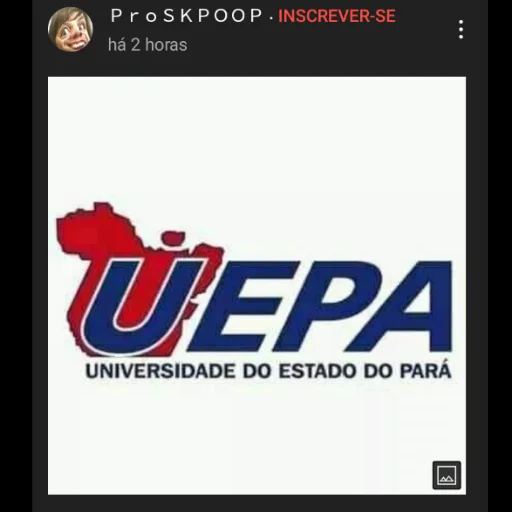 ProSKPOOP · INSCREVER-SE
há 2 horas
UEPA
UNIVERSIDADE DO ESTADO DO PARÁ